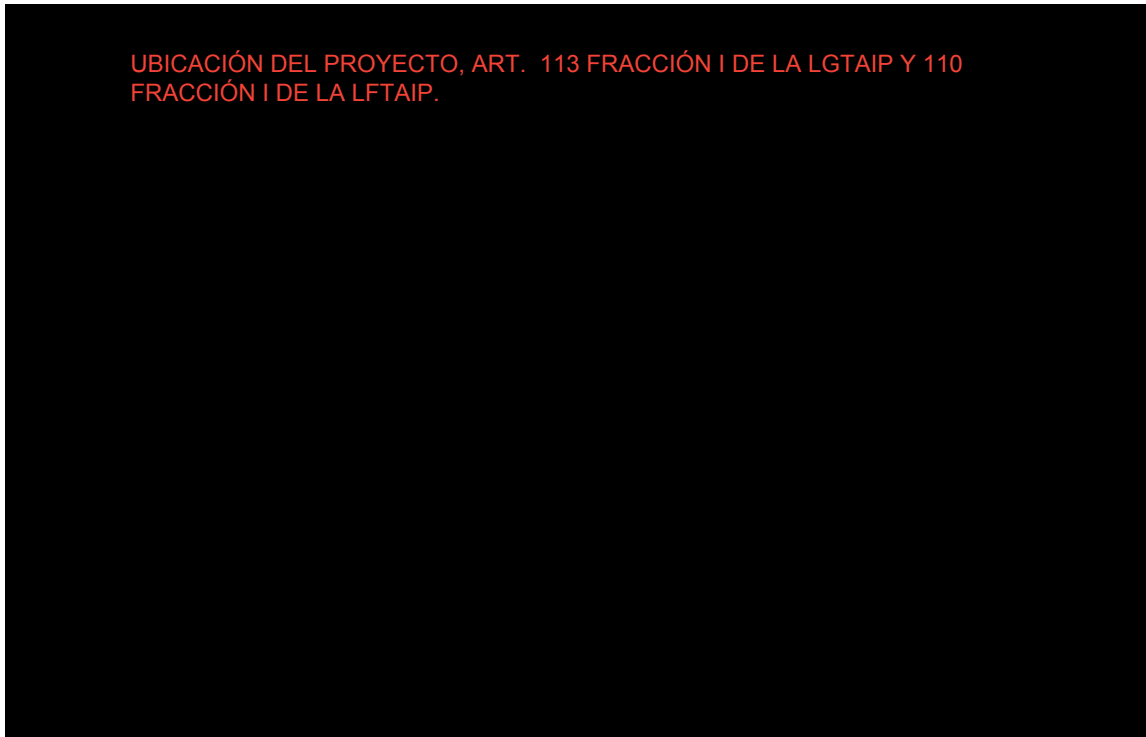 UBICACIÓN DEL PROYECTO, ART.  113 FRACCIÓN I DE LA LGTAIP Y 110
FRACCIÓN I DE LA LFTAIP.